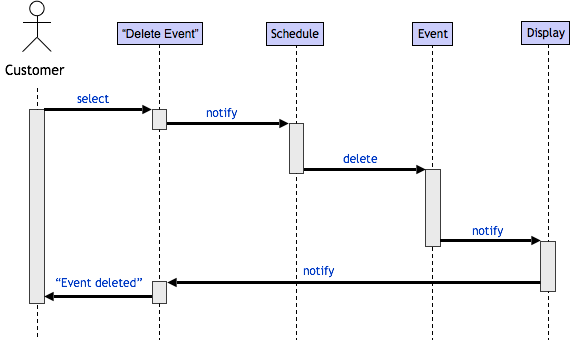 “Delete Event”
Schedule
Event
Display
Customer
select
notify
delete
notify
notify
“Event deleted”